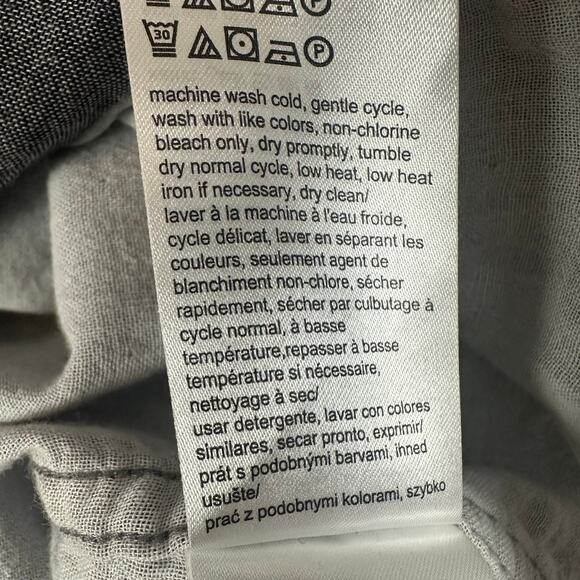 P
30 P
machine wash cold, gentle cycle,
wash with like colors, non-chlorine
bleach only, dry promptly, tumble
dry normal cycle, low heat, low heat
iron if necessary, dry clean/
laver à la machine à l'eau froide,
cycle délicat, laver en séparant les
couleurs, seulement agent de
blanchiment non-chlore, sécher
rapidement, sécher par culbutage à
cycle normal, à basse
température,repasser à basse
température si nécessaire,
nettoyage à sec/
usar detergente, lavar con colores
similares, secar pronto, exprimir/
prát s podobnými barvami, ihned
usušte/
prać z podobnymi kolorami, szybko